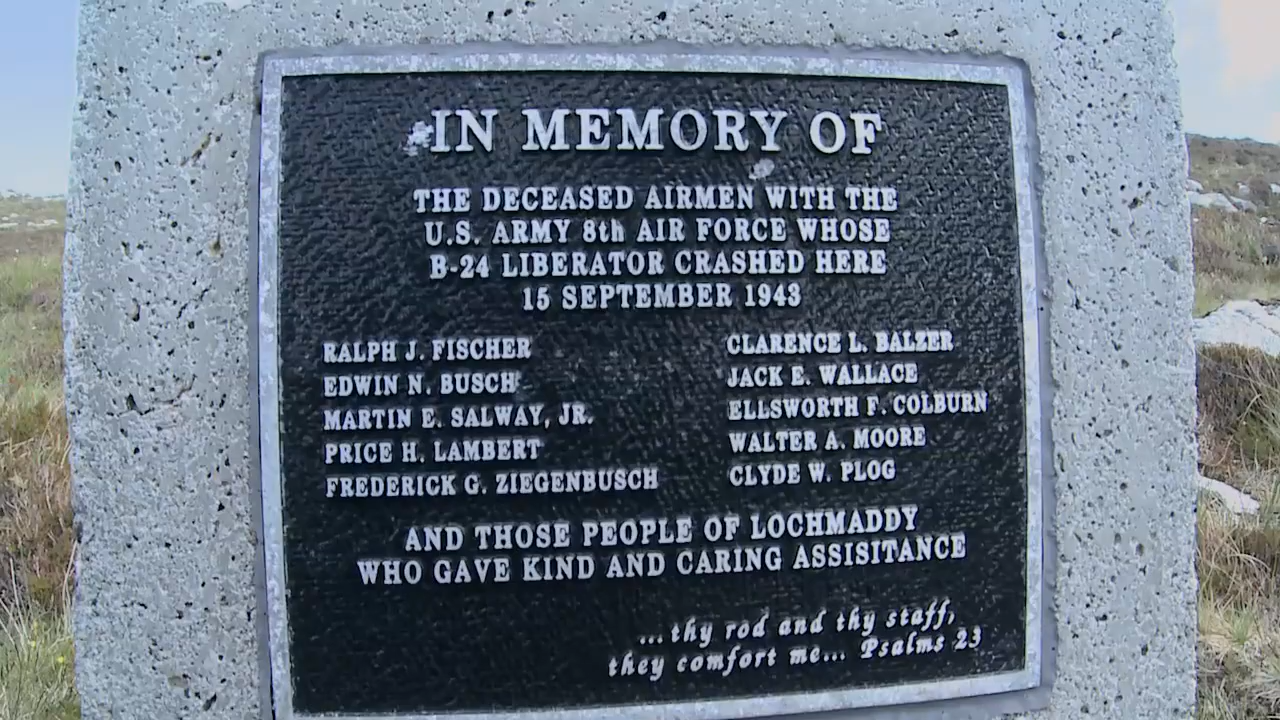 IN MEMORY OF
THE DECEASED AIRMEN WITH THE
U.S. ARMY 8th AIR FORCE WHOSE
B-24 LIBERATOR CRASHED HERE
15 SEPTEMBER 1943
RALPH J. FISCHER
EDWIN N. BUSCH
MARTIN E. SALWAY, JR.
PRICE H. LAMBERT
FREDERICK G. ZIEGENBUSCH
CLARENCE L. BALZER
JACK E. WALLACE
ELLSWORTH F. COLBURN
WALTER A. MOORE
CLYDE W. PLOG
AND THOSE PEOPLE OF LOCHMADDY
WHO GAVE KIND AND CARING ASSISITANCE
...thy rod and thy staff,
they comfort me... Psalms 23